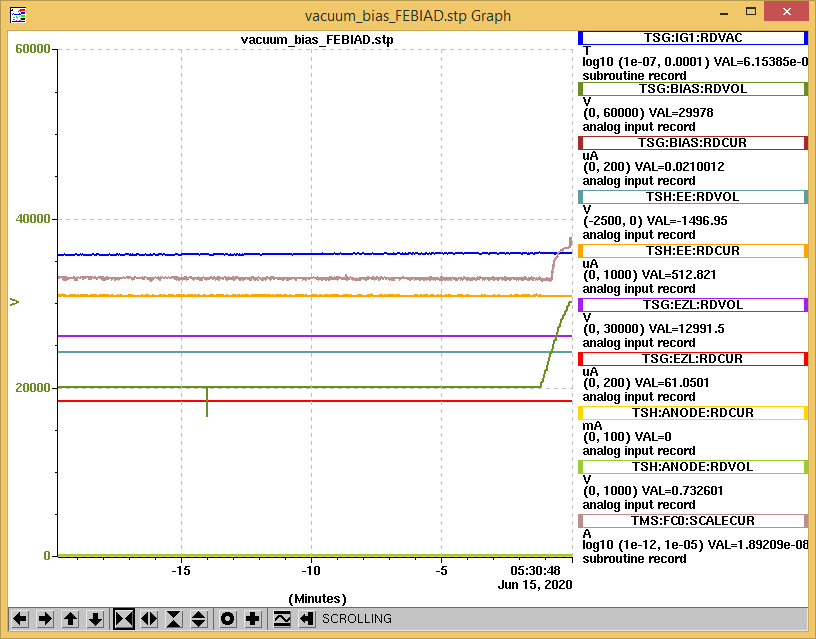 vacuum_bias_FEBIAD.stp Graph
vacuum_bias_FEBIAD.stp
60000
40000
V
20000
0
-15
-10
-5
05:30:48
Jun 15, 2020
(Minutes)
TSG:IG1:RDVAC
T
log10 (1e-07, 0.0001) VAL=6.15385e-0
subroutine record
TSG:BIAS:RDVOL
V
(0, 60000) VAL=29978
analog input record
TSG:BIAS:RDCUR
uA
(0, 200) VAL=0.0210012
analog input record
TSH:EE:RDVOL
V
(-2500, 0) VAL=-1496.95
analog input record
TSH:EE:RDCUR
uA
(0, 1000) VAL=512.821
analog input record
TSG:EZL:RDVOL
V
(0, 30000) VAL=12991.5
analog input record
TSG:EZL:RDCUR
uA
(0, 200) VAL=61.0501
analog input record
TSH:ANODE:RDCUR
mA
(0, 100) VAL=0
analog input record
TSH:ANODE:RDVOL
V
(0, 1000) VAL=0.732601
analog input record
TMS:FC0:SCALECUR
A
log10 (1e-12, 1e-05) VAL=1.89209e-08
subroutine record
SCROLLING